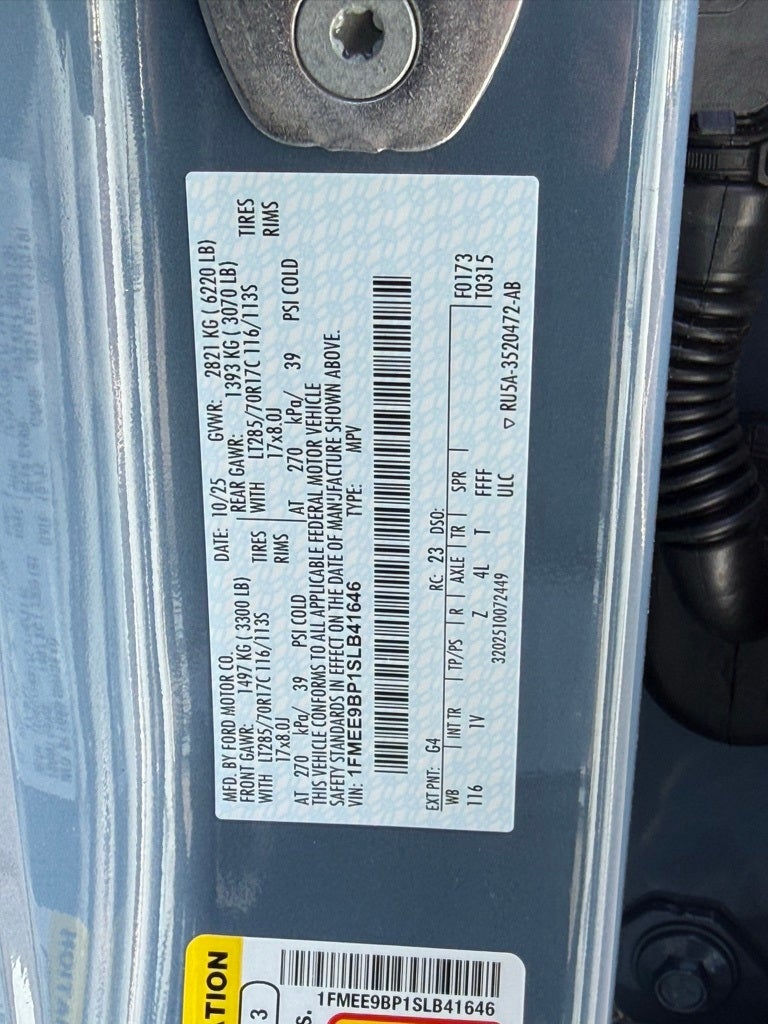 MFD. BY FORD MOTOR CO.
DATE: 10/25 GVWR: 2821 KG ( 6220 LB)
FRONT GAWR: 1497 KG ( 3300 LB) REAR GAWR: 1393 KG ( 3070 LB)
WITH LT285/70R17C 116/113S TIRES WITH LT285/70R17C 116/113S TIRES
17x8.0J RIMS 17x8.0J RIMS
AT 270 kPa/ 39 PSI COLD AT 270 kPa/ 39 PSI COLD
THIS VEHICLE CONFORMS TO ALL APPLICABLE FEDERAL MOTOR VEHICLE
SAFETY STANDARDS IN EFFECT ON THE DATE OF MANUFACTURE SHOWN ABOVE.
VIN: 1FMEE9BP1SLB41646 TYPE: MPV
EXT PNT: G4 RC: 23 DSO: F0173
WB INT TR TP/PS R AXLE TR SPR T0315
116 1V Z 4L T FFFF
3202510072449 ULC ▽ RU5A-3520472-AB
1FMEE9BP1SLB41646
3